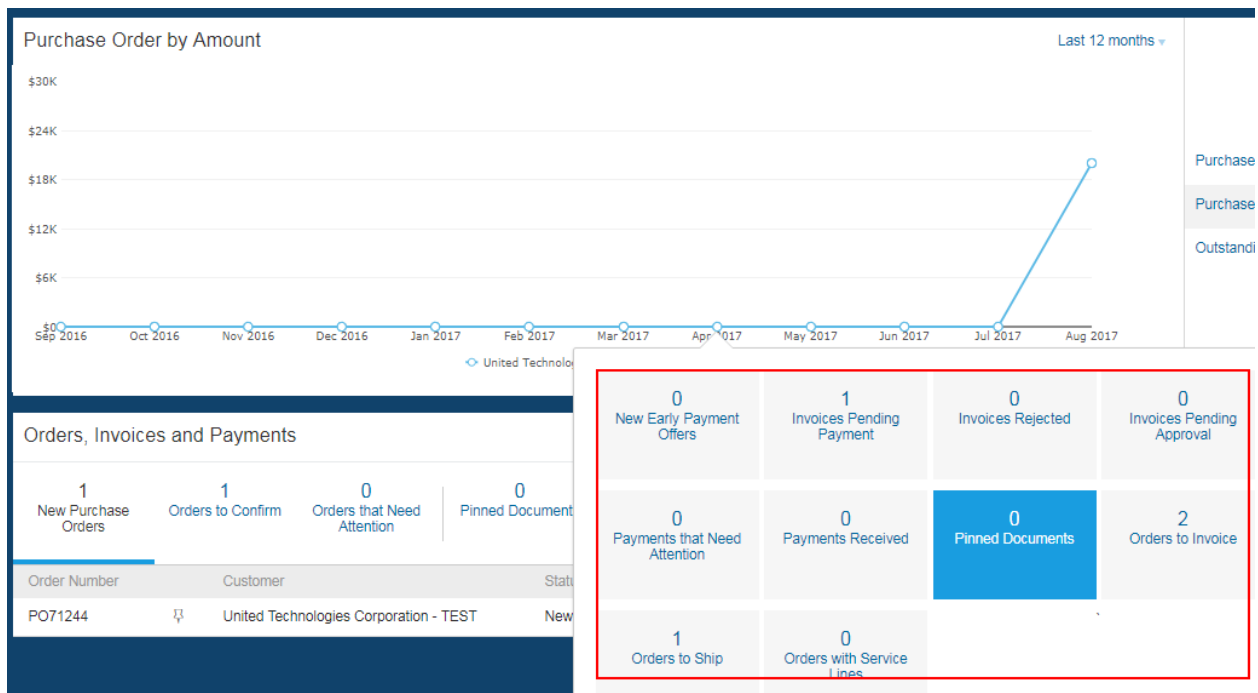 Purchase Order by Amount
Last 12 months
$30K
$24K
$18K
$12K
$6K
$0
Sep 2016 Oct 2016 Nov 2016 Dec 2016 Jan 2017 Feb 2017 Mar 2017 Apr 2017 May 2017 Jun 2017 Jul 2017 Aug 2017
United
Purchase
Purchase
Orders, Invoices and Payments
1
New Purchase
Orders
1
Orders to Confirm
0
Orders that Need
Attention
0
Pinned
Order Number Customer
PO71244 United Technologies Corporation - TEST New
0
New Early Payment
Offers
1
Invoices Pending
Payment
0
Invoices Rejected
0
Invoices Pending
Approval
0
Payments that Need
Attention
0
Payments Received
0
Pinned Documents
2
Orders to Invoice
1
Orders to Ship
0
Orders with Service
Lines